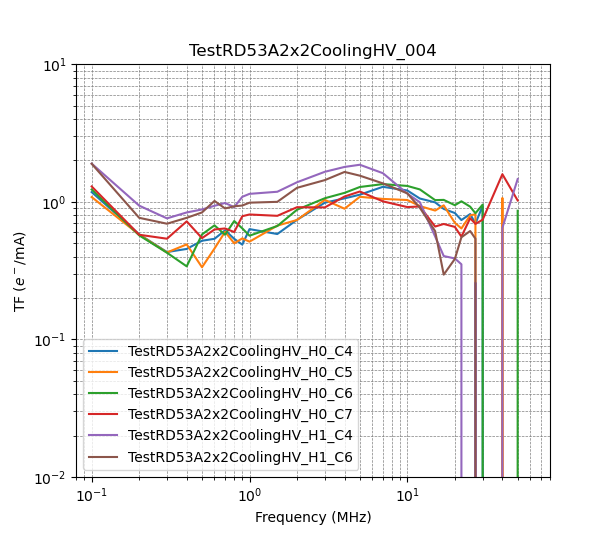 TestRD53A2x2CoolingHV_004
10¹
10⁰
10⁻¹
10⁻²
TF (e⁻/mA)
TestRD53A2x2CoolingHV_H0_C4
TestRD53A2x2CoolingHV_H0_C5
TestRD53A2x2CoolingHV_H0_C6
TestRD53A2x2CoolingHV_H0_C7
TestRD53A2x2CoolingHV_H1_C4
TestRD53A2x2CoolingHV_H1_C6
10⁻¹ 10⁰ 10¹
Frequency (MHz)